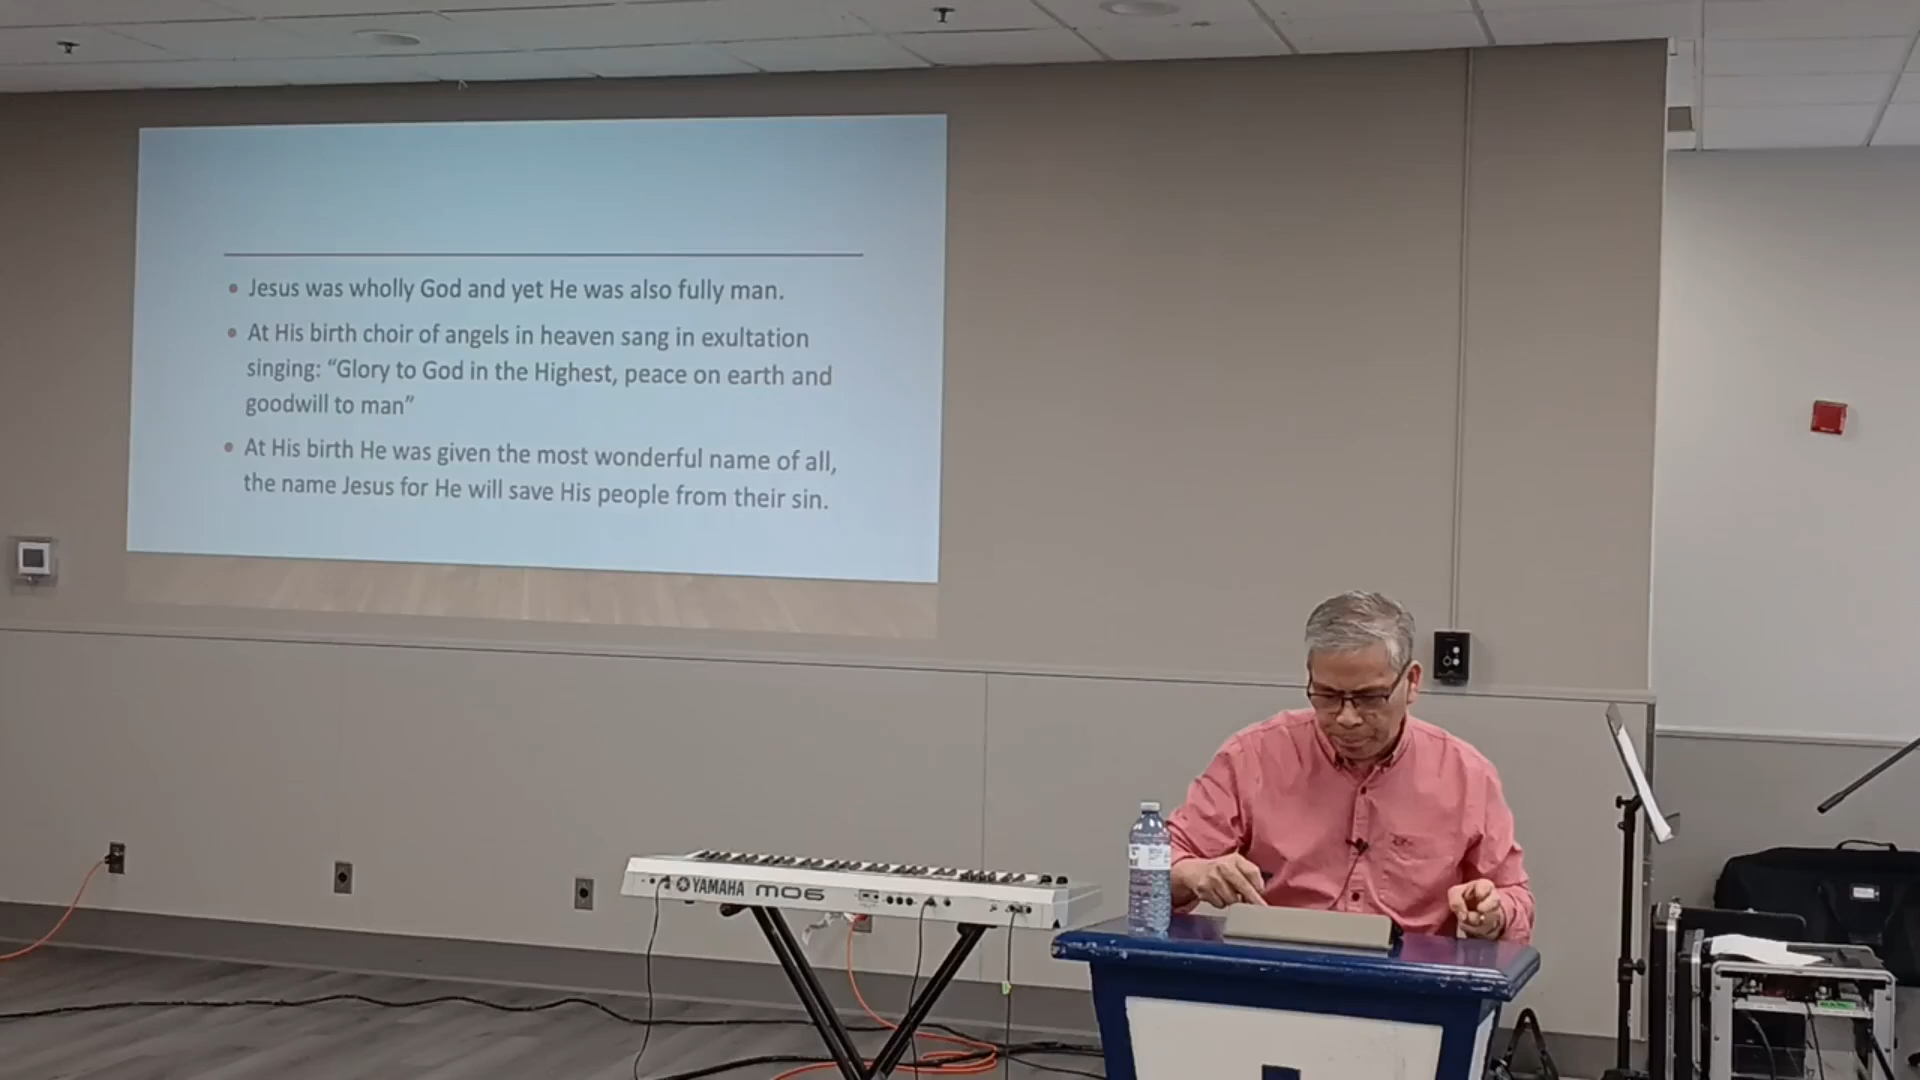 Jesus was wholly God and yet He was also fully man.
At His birth choir of angels in heaven sang in exultation
singing: “Glory to God in the Highest, peace on earth and
goodwill to man”
At His birth He was given the most wonderful name of all,
the name Jesus for He will save His people from their sin.
YAMAHA MO6